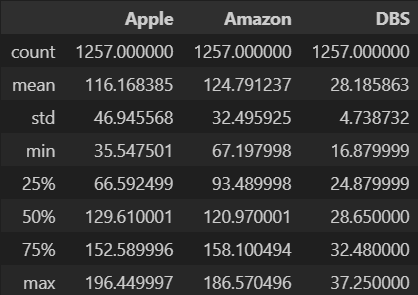 Apple Amazon DBS
count 1257.000000 1257.000000 1257.000000
mean 116.168385 124.791237 28.185863
std 46.945568 32.495925 4.738732
min 35.547501 67.197998 16.879999
25% 66.592499 93.489998 24.879999
50% 129.610001 120.970001 28.650000
75% 152.589996 158.100494 32.480000
max 196.449997 186.570496 37.250000